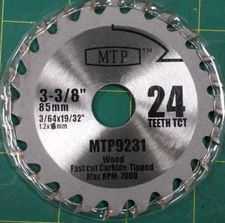 MTP™
3-3/8"
85mm
3/64x19/32"
24
TEETH TCT
MTP9231
Wood
Fast cut Carbide-Tipped
Max RPM: 7000